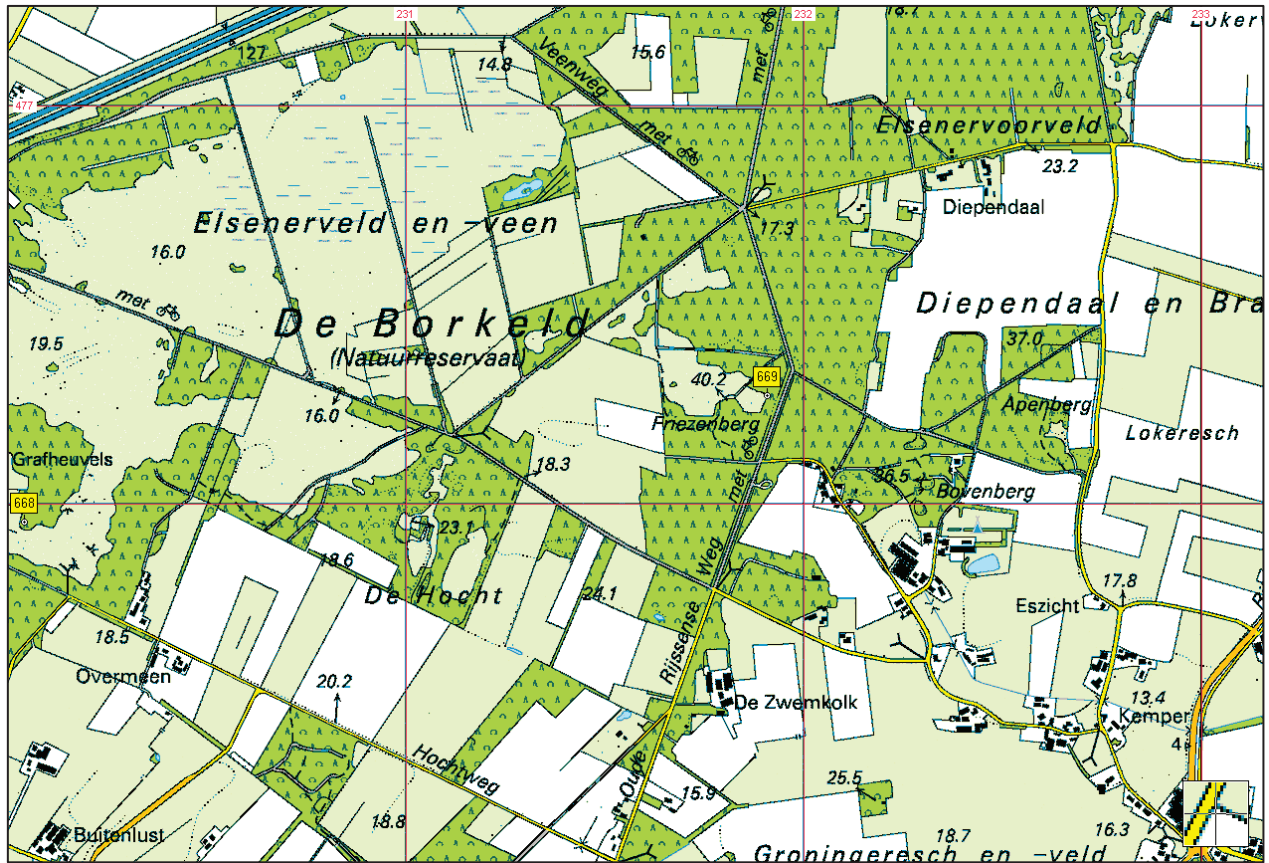 231
232
233
127
14.8
Veenweg
15.6
met
477
met
Elsenervoorveld
23.2
Diependaal
Elsenerveld en –veen
17.3
16.0
met
De Borkeld
Diependaal en Bra
(Natuurreservaat)
19.5
37.0
40.2
669
16.0
Apenberg
Friezenberg
Lokeresch
Grafheuvels
18.3
met
36.5
Bovenberg
668
23.1
18.6
Weg
De Hocht
24.1
17.8
Eszicht
18.5
Rijssense
Overmeen
20.2
De Zwemkolk
13.4
Kemper
4
Hochtweg
Oude
25.5
15.9
18.8
Buitenlust
18.7
16.3
Groningeresch en –veld